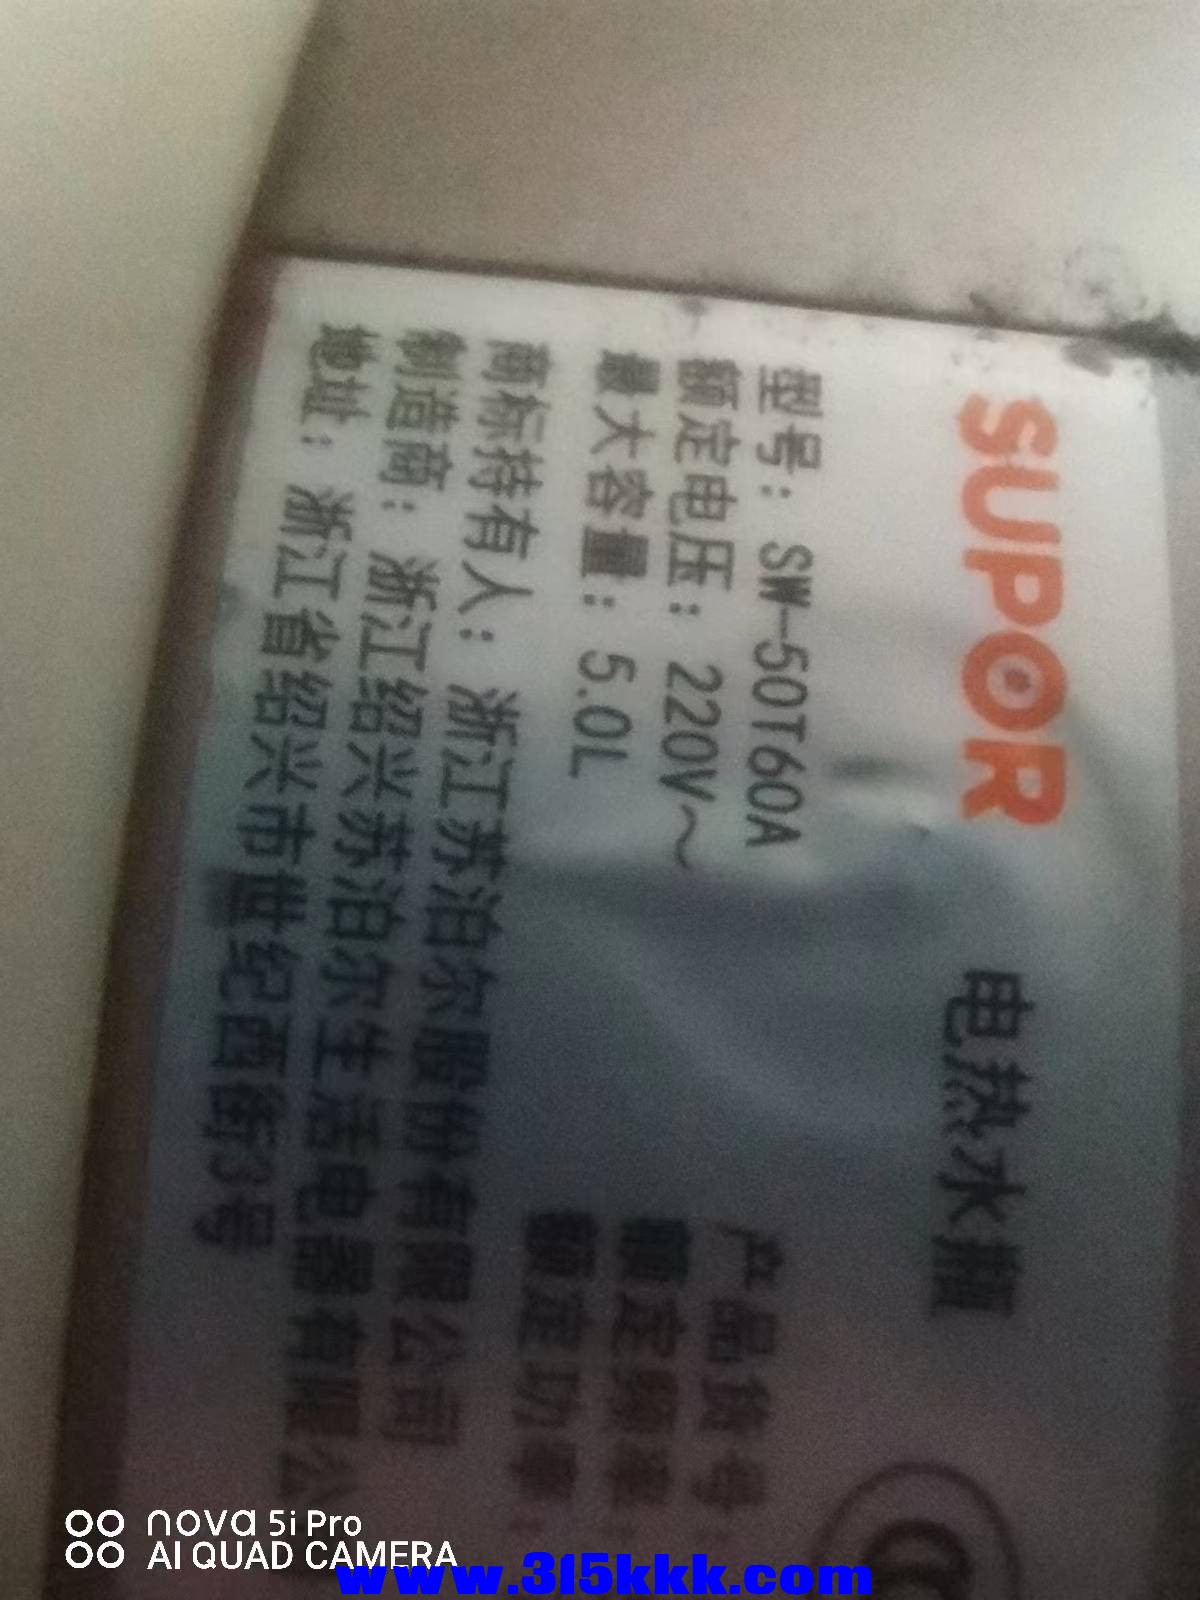 SUPOR 电热水瓶
型号：SW-50T60A 产品货号
额定电压：220V～ 额定频率
最大容量：5.0L 额定功率：
商标持有人：浙江苏泊尔股份有限公司
制造商：浙江绍兴苏泊尔生活电器有限公
地址：浙江省绍兴市世纪西街3号
nova 5i Pro
AI QUAD CAMERA
www.315kkk.com